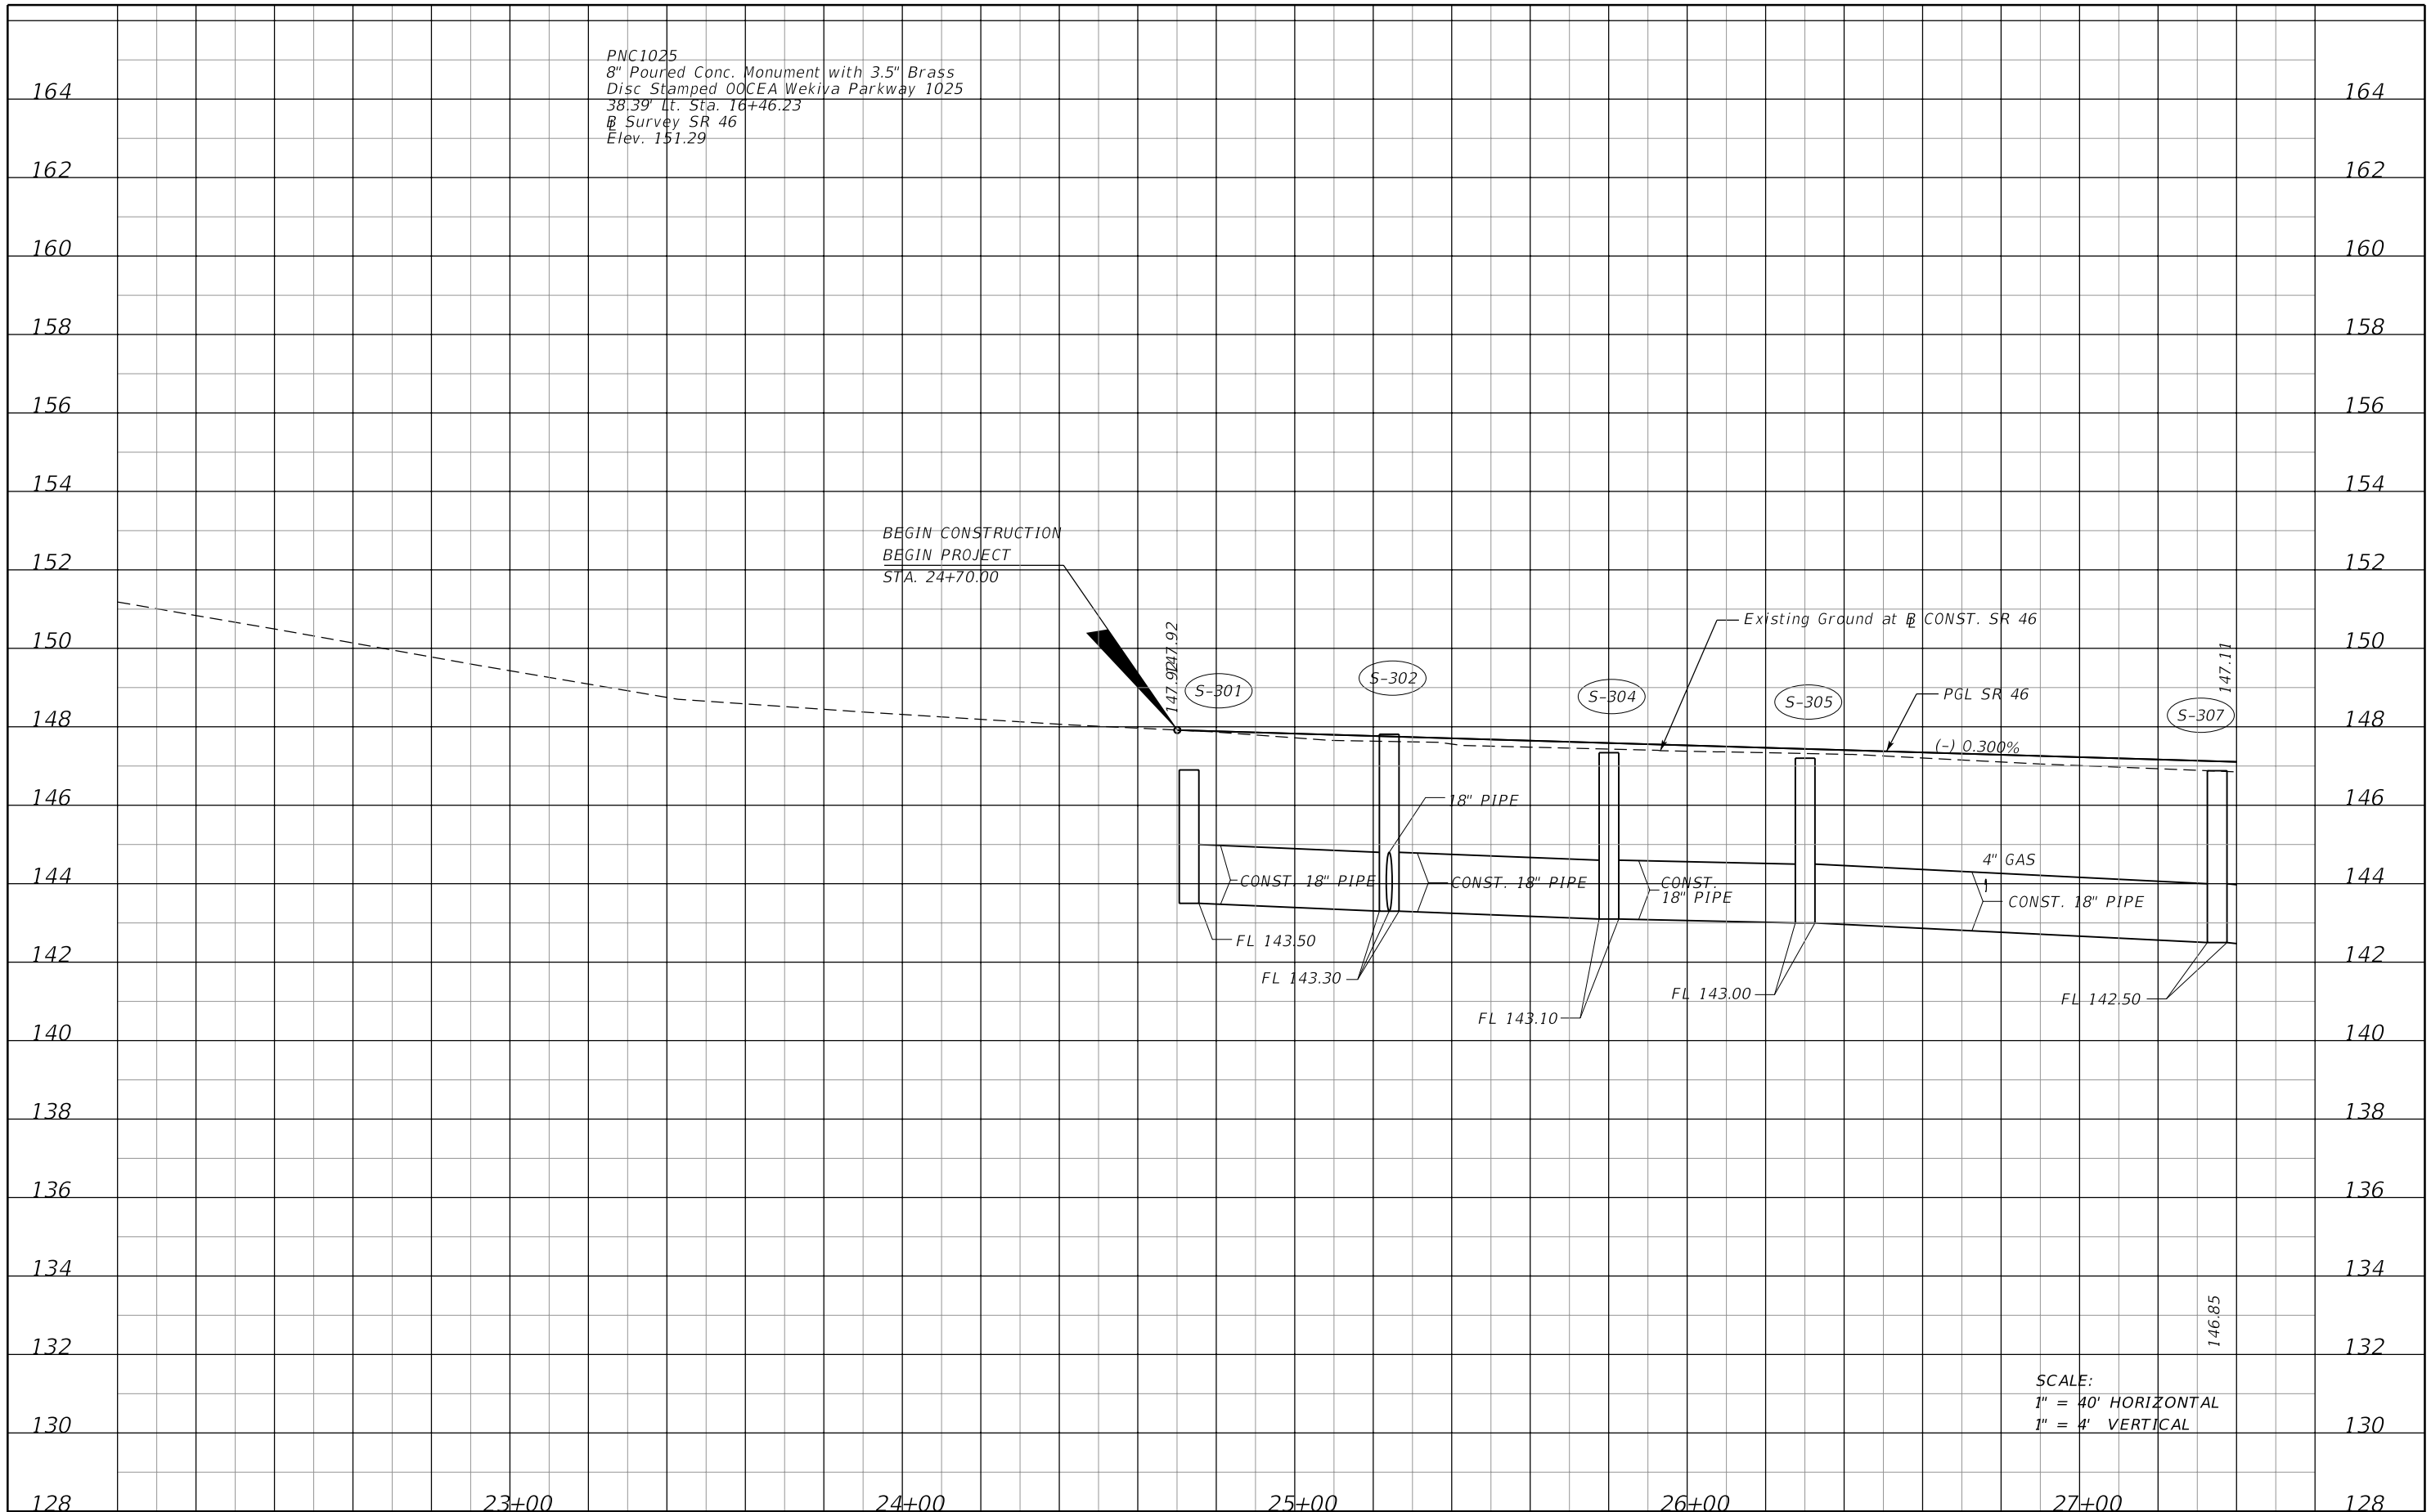 PNC1025
8" Poured Conc. Monument with 3.5" Brass
Disc Stamped OOCEA Wekiva Parkway 1025
38.39' Lt. Sta. 16+46.23
BL Survey SR 46
Elev. 151.29
164 164
162 162
160 160
158 158
156 156
154 154
BEGIN CONSTRUCTION
BEGIN PROJECT
STA. 24+70.00
152 152
Existing Ground at BL CONST. SR 46
150 150
147.92
147.92
147.11
S-301
S-302
S-304
S-305
S-307
PGL SR 46
148 148
(-) 0.300%
146 146
18" PIPE
4" GAS
144 144
CONST. 18" PIPE
CONST. 18" PIPE
CONST.
18" PIPE
CONST. 18" PIPE
FL 143.50
142 142
FL 143.30
FL 143.00
FL 142.50
FL 143.10
140 140
138 138
136 136
134 134
146.85
132 132
SCALE:
1" = 40' HORIZONTAL
1" = 4' VERTICAL
130 130
128 23+00 24+00 25+00 26+00 27+00 128